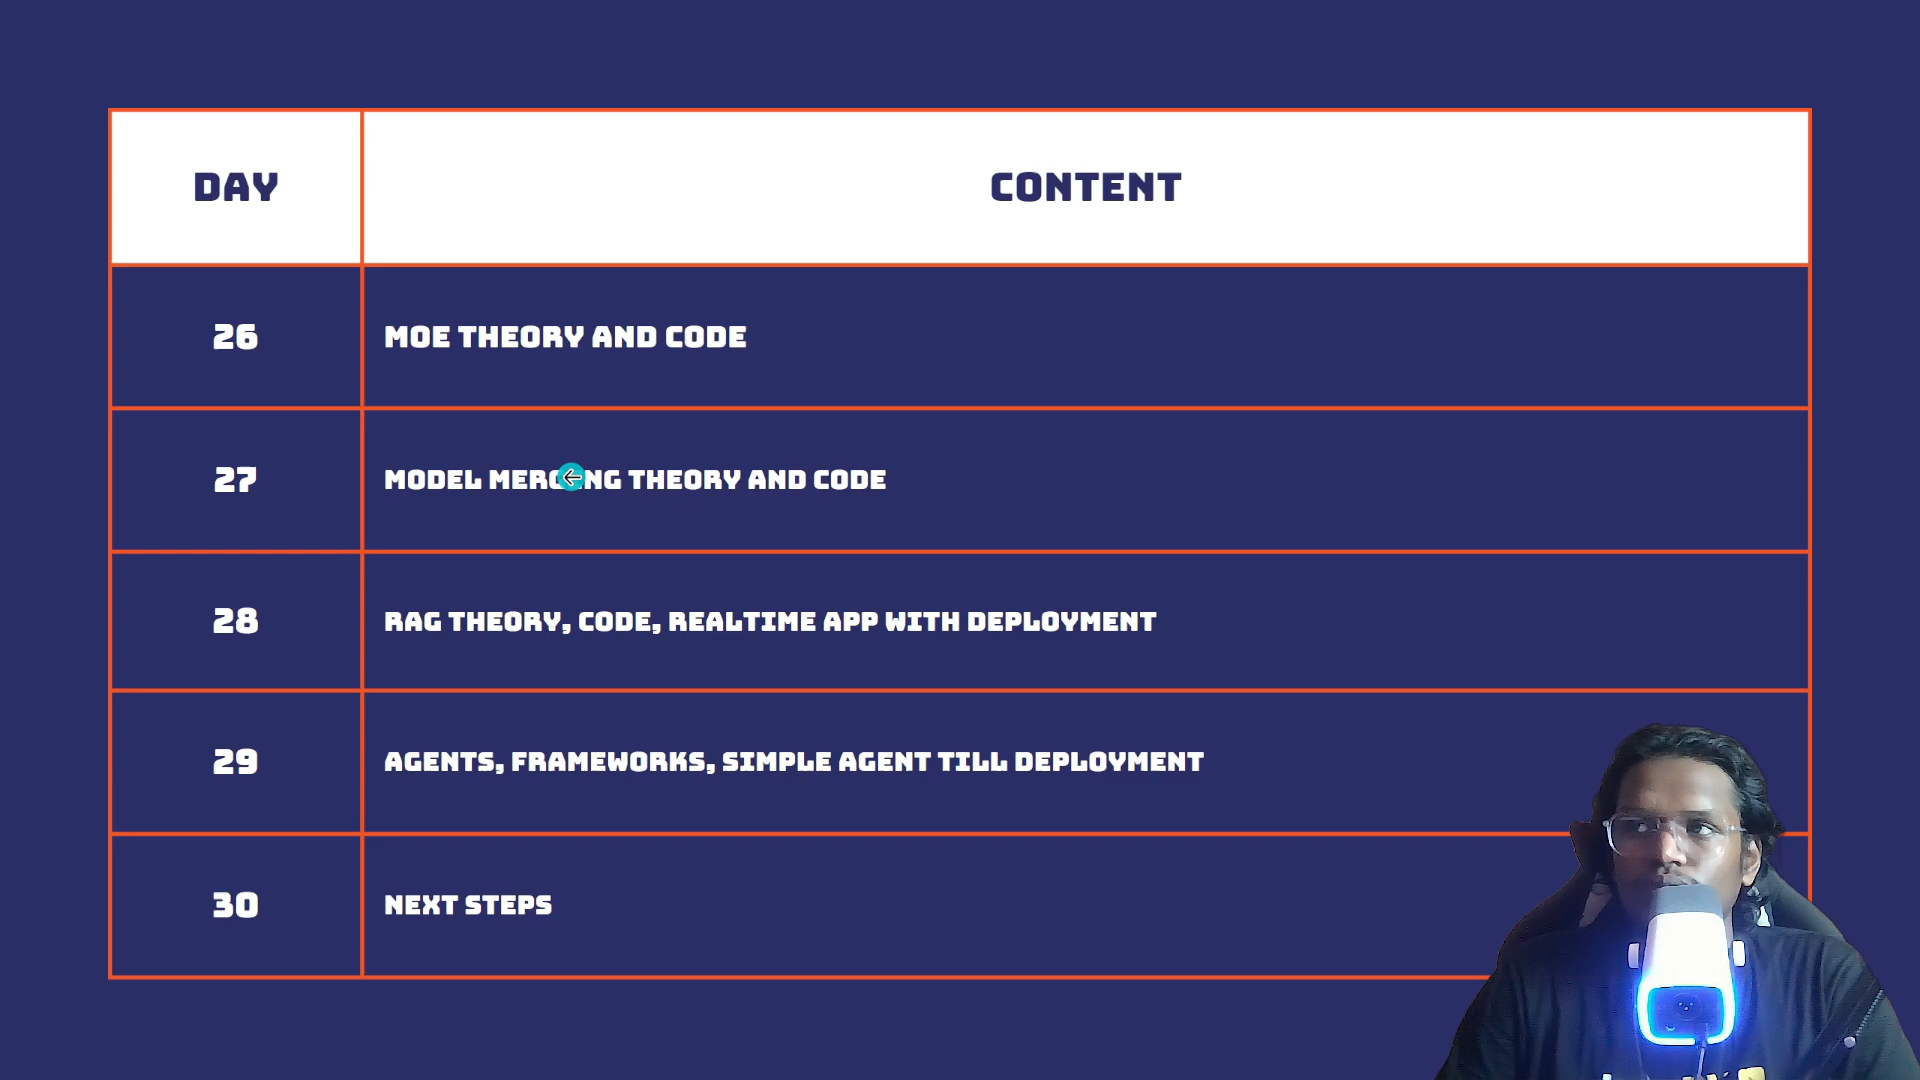 DAY
CONTENT
26
MOE THEORY AND CODE
27
MODEL MERGING THEORY AND CODE
28
RAG THEORY, CODE, REALTIME APP WITH DEPLOYMENT
29
AGENTS, FRAMEWORKS, SIMPLE AGENT TILL DEPLOYMENT
30
NEXT STEPS